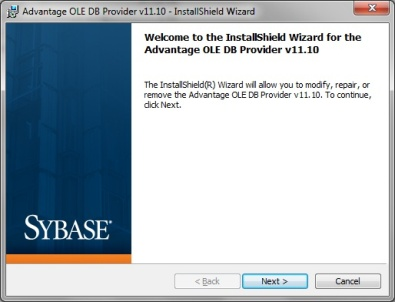 Advantage OLE DB Provider v11.10 - InstallShield Wizard
Welcome to the InstallShield Wizard for the
Advantage OLE DB Provider v11.10
The InstallShield(R) Wizard will allow you to modify, repair, or
remove the Advantage OLE DB Provider v11.10. To continue,
click Next.
SYBASE®
< Back
Next >
Cancel